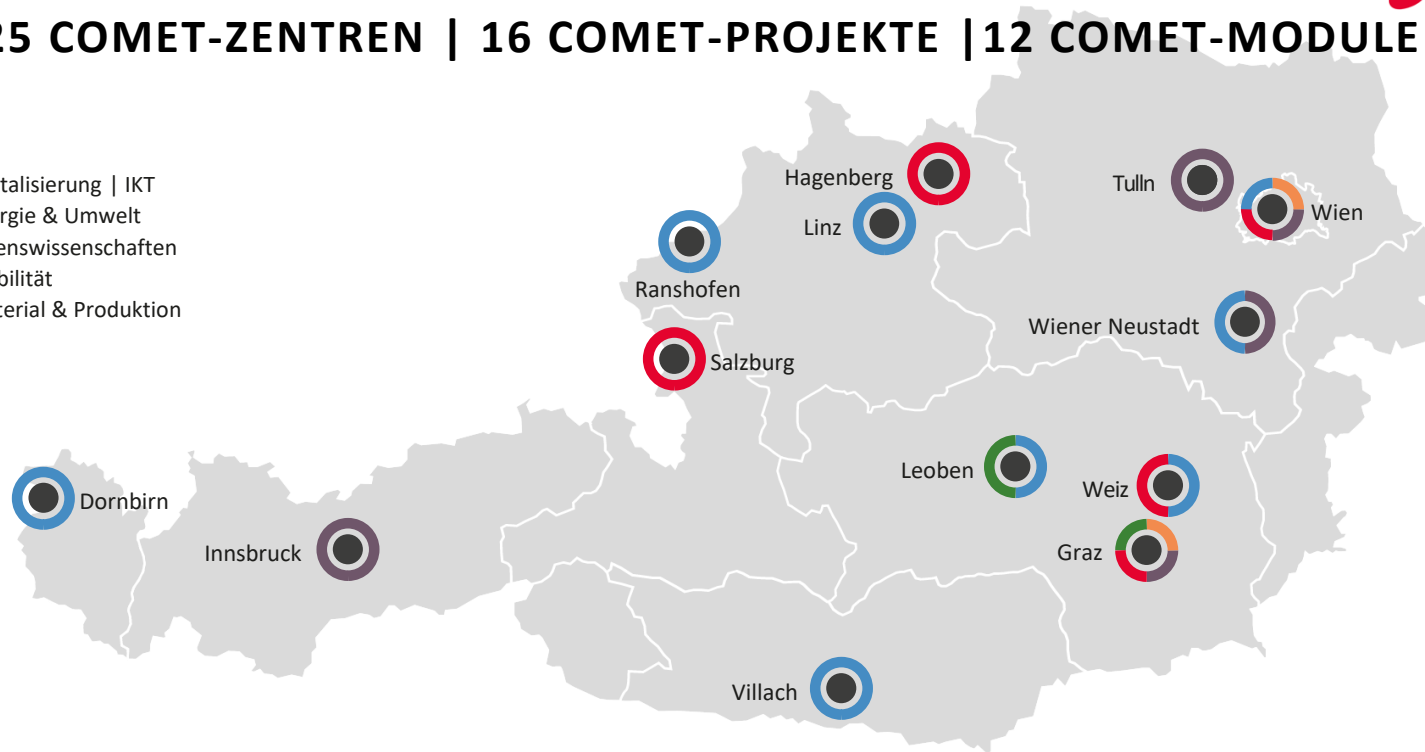 25 COMET-ZENTREN | 16 COMET-PROJEKTE |12 COMET-MODULE
talisierung | IKT
rgie & Umwelt
enswissenschaften
bilität
terial & Produktion
Hagenberg
Linz
Tulln
Wien
Ranshofen
Wiener Neustadt
Salzburg
Leoben
Weiz
Dornbirn
Innsbruck
Graz
Villach